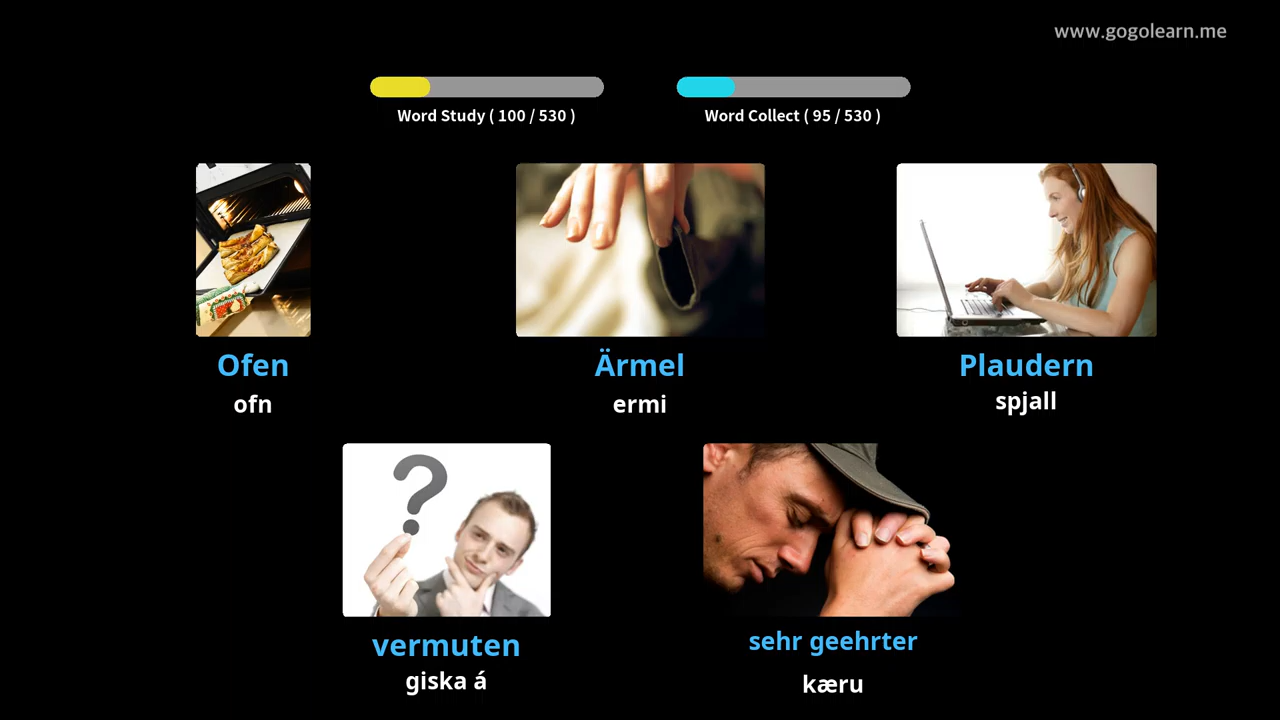 www.gogolearn.me
Word Study ( 100 / 530 )
Word Collect ( 95 / 530 )
Ofen
ofn
Ärmel
ermi
Plaudern
spjall
?
vermuten
giska á
sehr geehrter
kæru